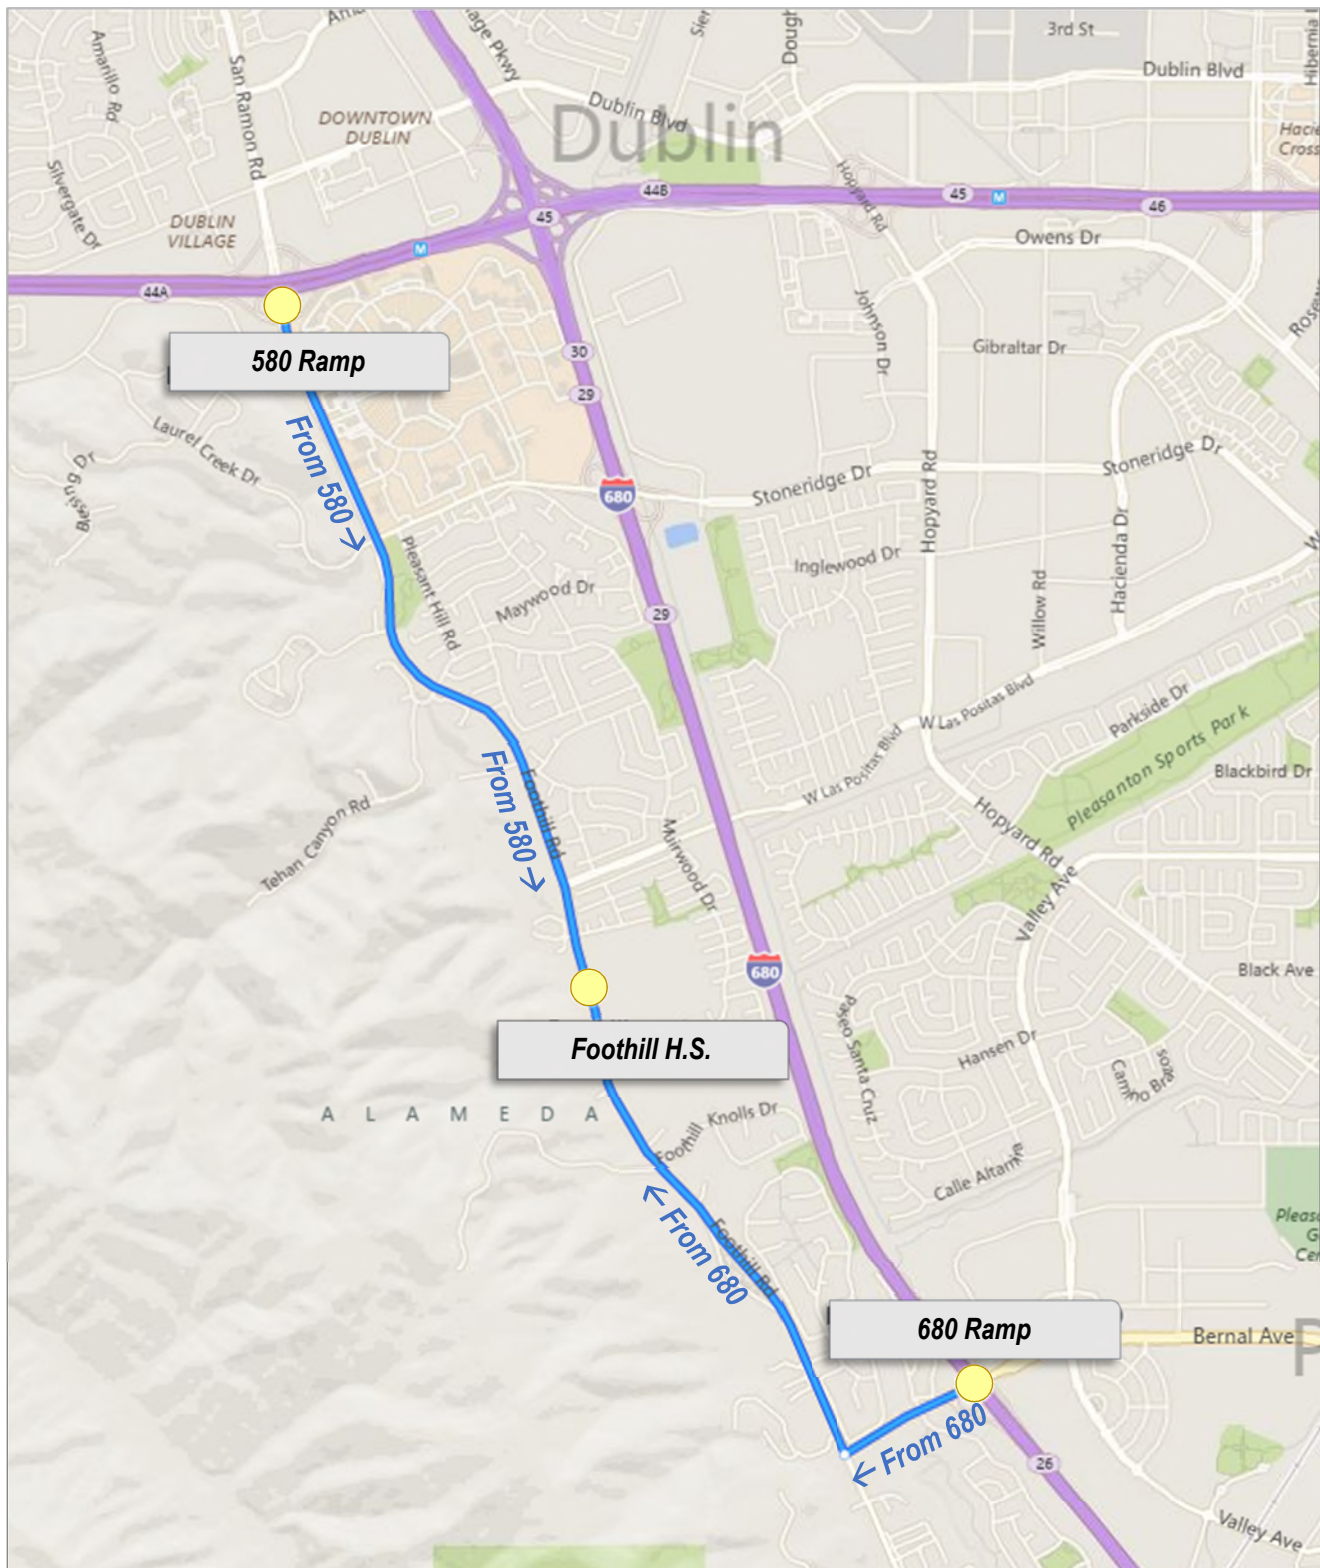 Amarillo Rd
San Ramon Rd
Dublin Blvd
3rd St
Dublin Blvd
DOWNTOWN
DUBLIN
Dublin
Silvergate Dr
Hopyard Rd
44B
45
45
46
DUBLIN
VILLAGE
Owens Dr
44A
Johnson Dr
Gibraltar Dr
30
29
580 Ramp
Laurel Creek Dr
From 580 →
Blessing Dr
680
Stoneridge Dr
Stoneridge Dr
Hopyard Rd
Hacienda Dr
Pleasant Hill Rd
Maywood Dr
Inglewood Dr
Willow Rd
29
W Las Positas Blvd
W Las Positas Blvd
Parkside Dr
Pleasanton Sports Park
Blackbird Dr
From 580 →
Foothill Rd
Tehan Canyon Rd
Muirwood Dr
Hopyard Rd
Valley Ave
680
Black Ave
Paseo Santa Cruz
Hansen Dr
Foothill H.S.
ALAMEDA
Foothill Knolls Dr
Calle Altamira
← From 680
Foothill Rd
680 Ramp
Bernal Ave
← From 680
26
Valley Ave